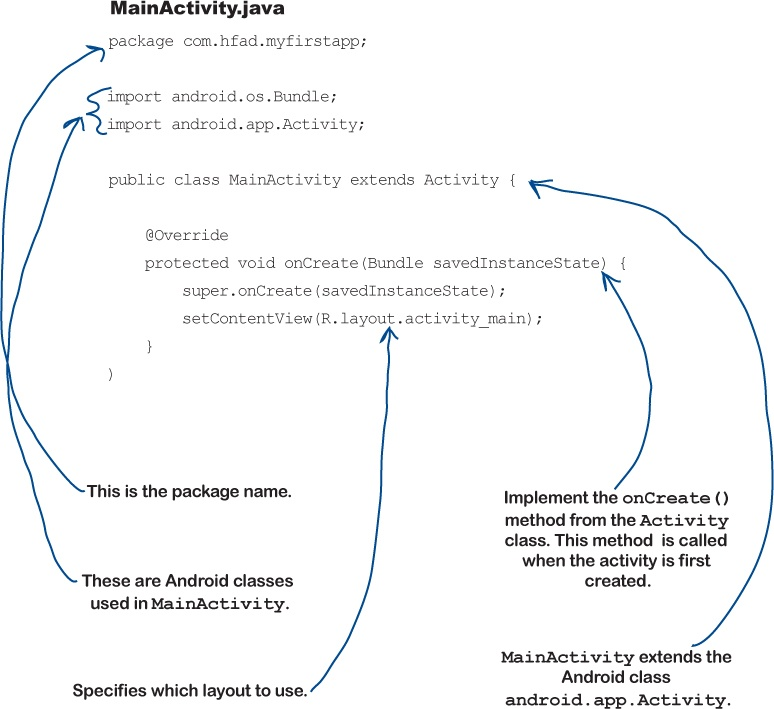 MainActivity.java
package com.hfad.myfirstapp;
import android.os.Bundle;
import android.app.Activity;
public class MainActivity extends Activity {
@Override
protected void onCreate(Bundle savedInstanceState) {
super.onCreate(savedInstanceState);
setContentView(R.layout.activity_main);
}
)
This is the package name.
These are Android classes
used in MainActivity.
Specifies which layout to use.
Implement the onCreate()
method from the Activity
class. This method is called
when the activity is first
created.
MainActivity extends the
Android class
android.app.Activity.